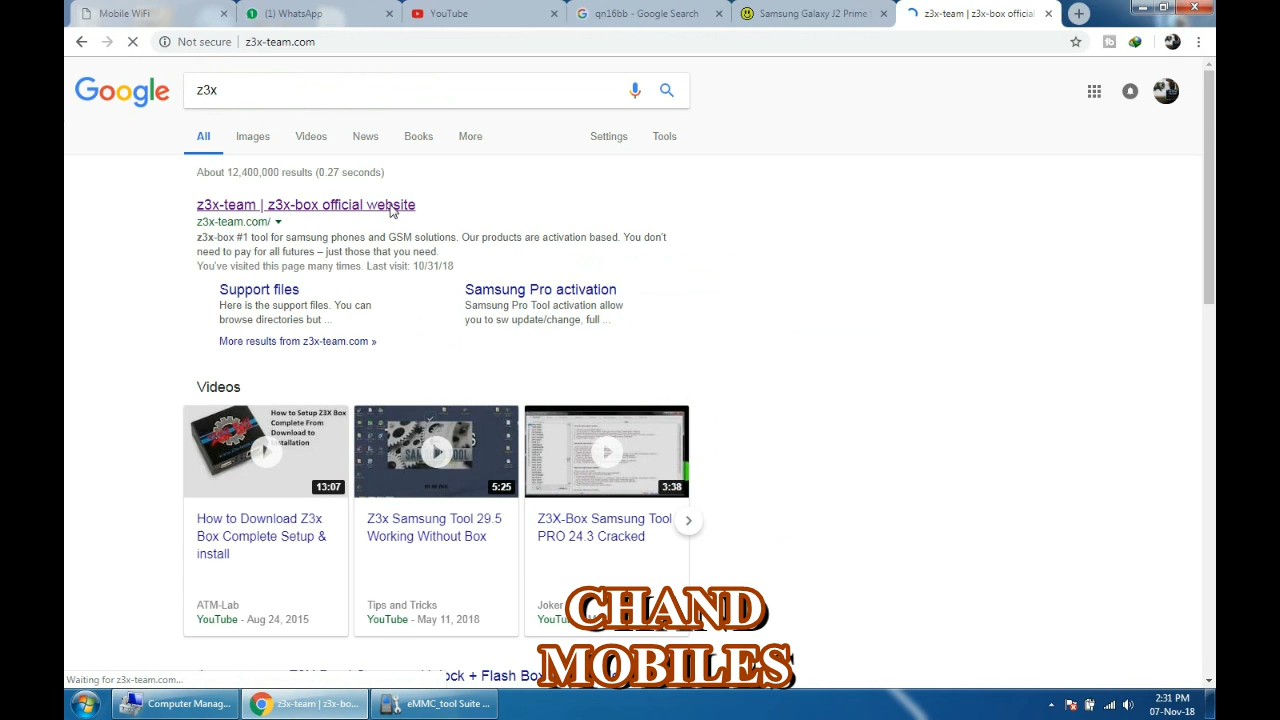 Mobile WiFi
(1) WhatsApp
YouTube
qn16bb - Google Search
Samsung Galaxy J2 Prime
z3x-team | z3x-box official
Not secure | z3x-team.com
Google
z3x
All Images Videos News Books More Settings Tools
About 12,400,000 results (0.27 seconds)
z3x-team | z3x-box official website
z3x-team.com/
z3x-box #1 tool for samsung phones and GSM solutions. Our products are activation based. You don't
need to pay for all futures – just those that you need.
You've visited this page many times. Last visit: 10/31/18
Support files
Here is the support files. You can
browse directories but ...
Samsung Pro activation
Samsung Pro Tool activation allow
you to sw update/change, full ...
More results from z3x-team.com »
Videos
How to Setup Z3X Box
Complete From
Download to
Installation
13:07
How to Download Z3x
Box Complete Setup &
install
ATM-Lab
YouTube - Aug 24, 2015
5:25
Z3x Samsung Tool 29.5
Working Without Box
Tips and Tricks
YouTube - May 11, 2018
3:38
Z3X-Box Samsung Tool
PRO 24.3 Cracked
Joker
CHAND
MOBILES
Waiting for z3x-team.com...
ock + Flash Bo
Computer Manag...
z3x-team | z3x-bo...
eMMC_tool Suite ...
2:31 PM
07-Nov-18